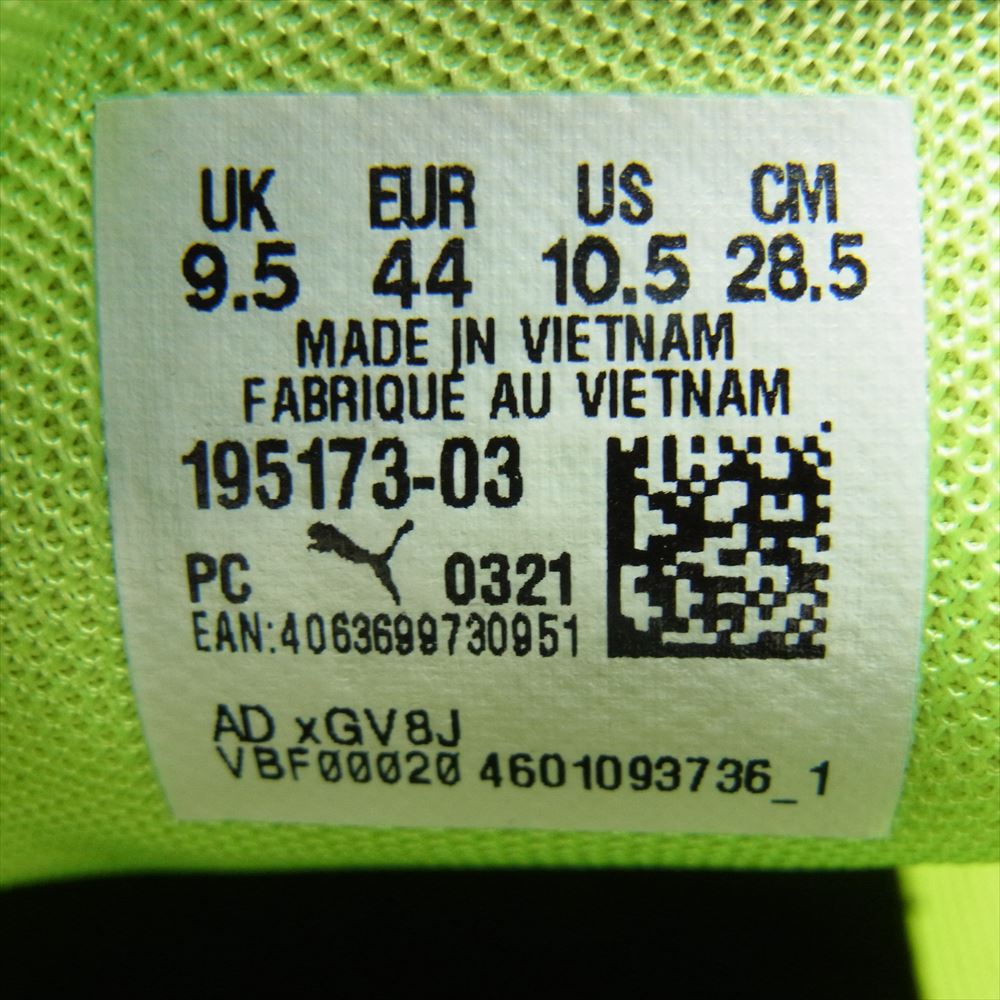 UK EUR US CM
9.5 44 10.5 28.5
MADE IN VIETNAM
FABRIQUÉ AU VIETNAM
195173-03
PC 0321
EAN:4063699730951
AD xGV8J
VBF00020 4601093736_1